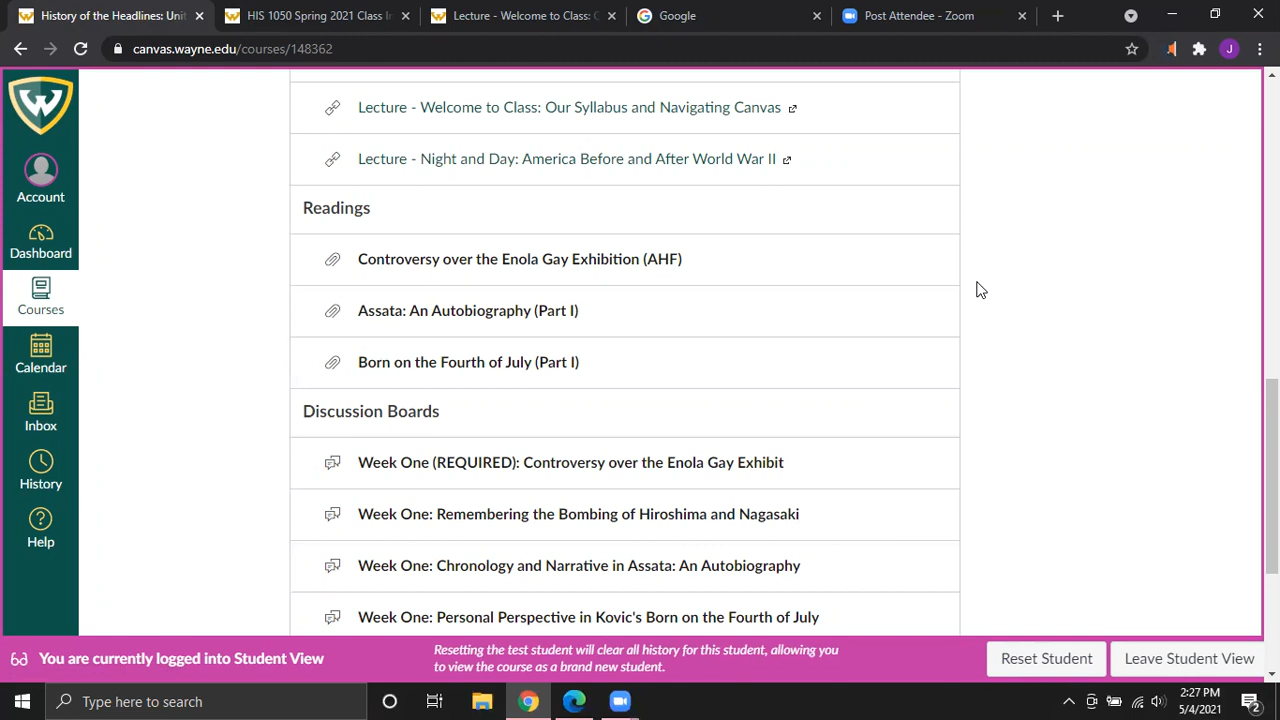 History of the Headlines: Unit
HIS 1050 Spring 2021 Class In
Lecture - Welcome to Class: O
Google
Post Attendee - Zoom
canvas.wayne.edu/courses/148362
J
W
Account
Dashboard
Courses
Calendar
Inbox
History
Help
Lecture - Welcome to Class: Our Syllabus and Navigating Canvas
Lecture - Night and Day: America Before and After World War II
Readings
Controversy over the Enola Gay Exhibition (AHF)
Assata: An Autobiography (Part I)
Born on the Fourth of July (Part I)
Discussion Boards
Week One (REQUIRED): Controversy over the Enola Gay Exhibit
Week One: Remembering the Bombing of Hiroshima and Nagasaki
Week One: Chronology and Narrative in Assata: An Autobiography
Week One: Personal Perspective in Kovic's Born on the Fourth of July
You are currently logged into Student View
Resetting the test student will clear all history for this student, allowing you
to view the course as a brand new student.
Reset Student
Leave Student View
Type here to search
2:27 PM
5/4/2021
2